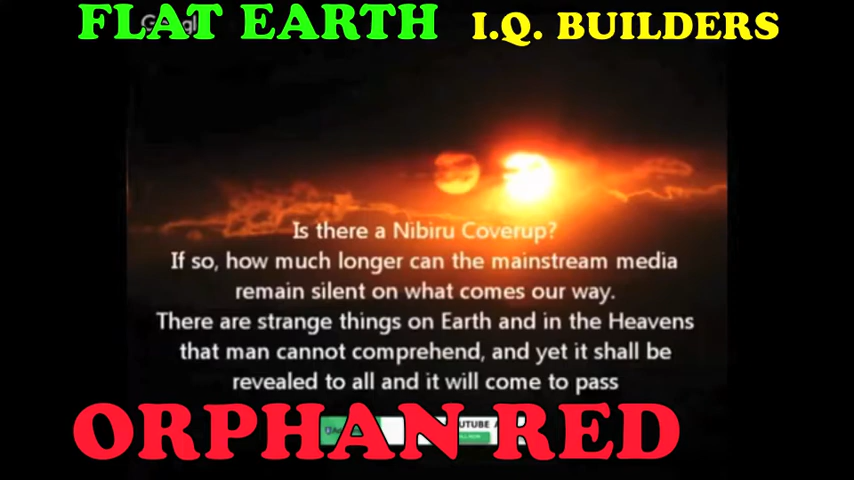 FLAT EARTH I.Q. BUILDERS
Is there a Nibiru Coverup?
If so, how much longer can the mainstream media
remain silent on what comes our way.
There are strange things on Earth and in the Heavens
that man cannot comprehend, and yet it shall be
revealed to all and it will come to pass
ORPHAN RED